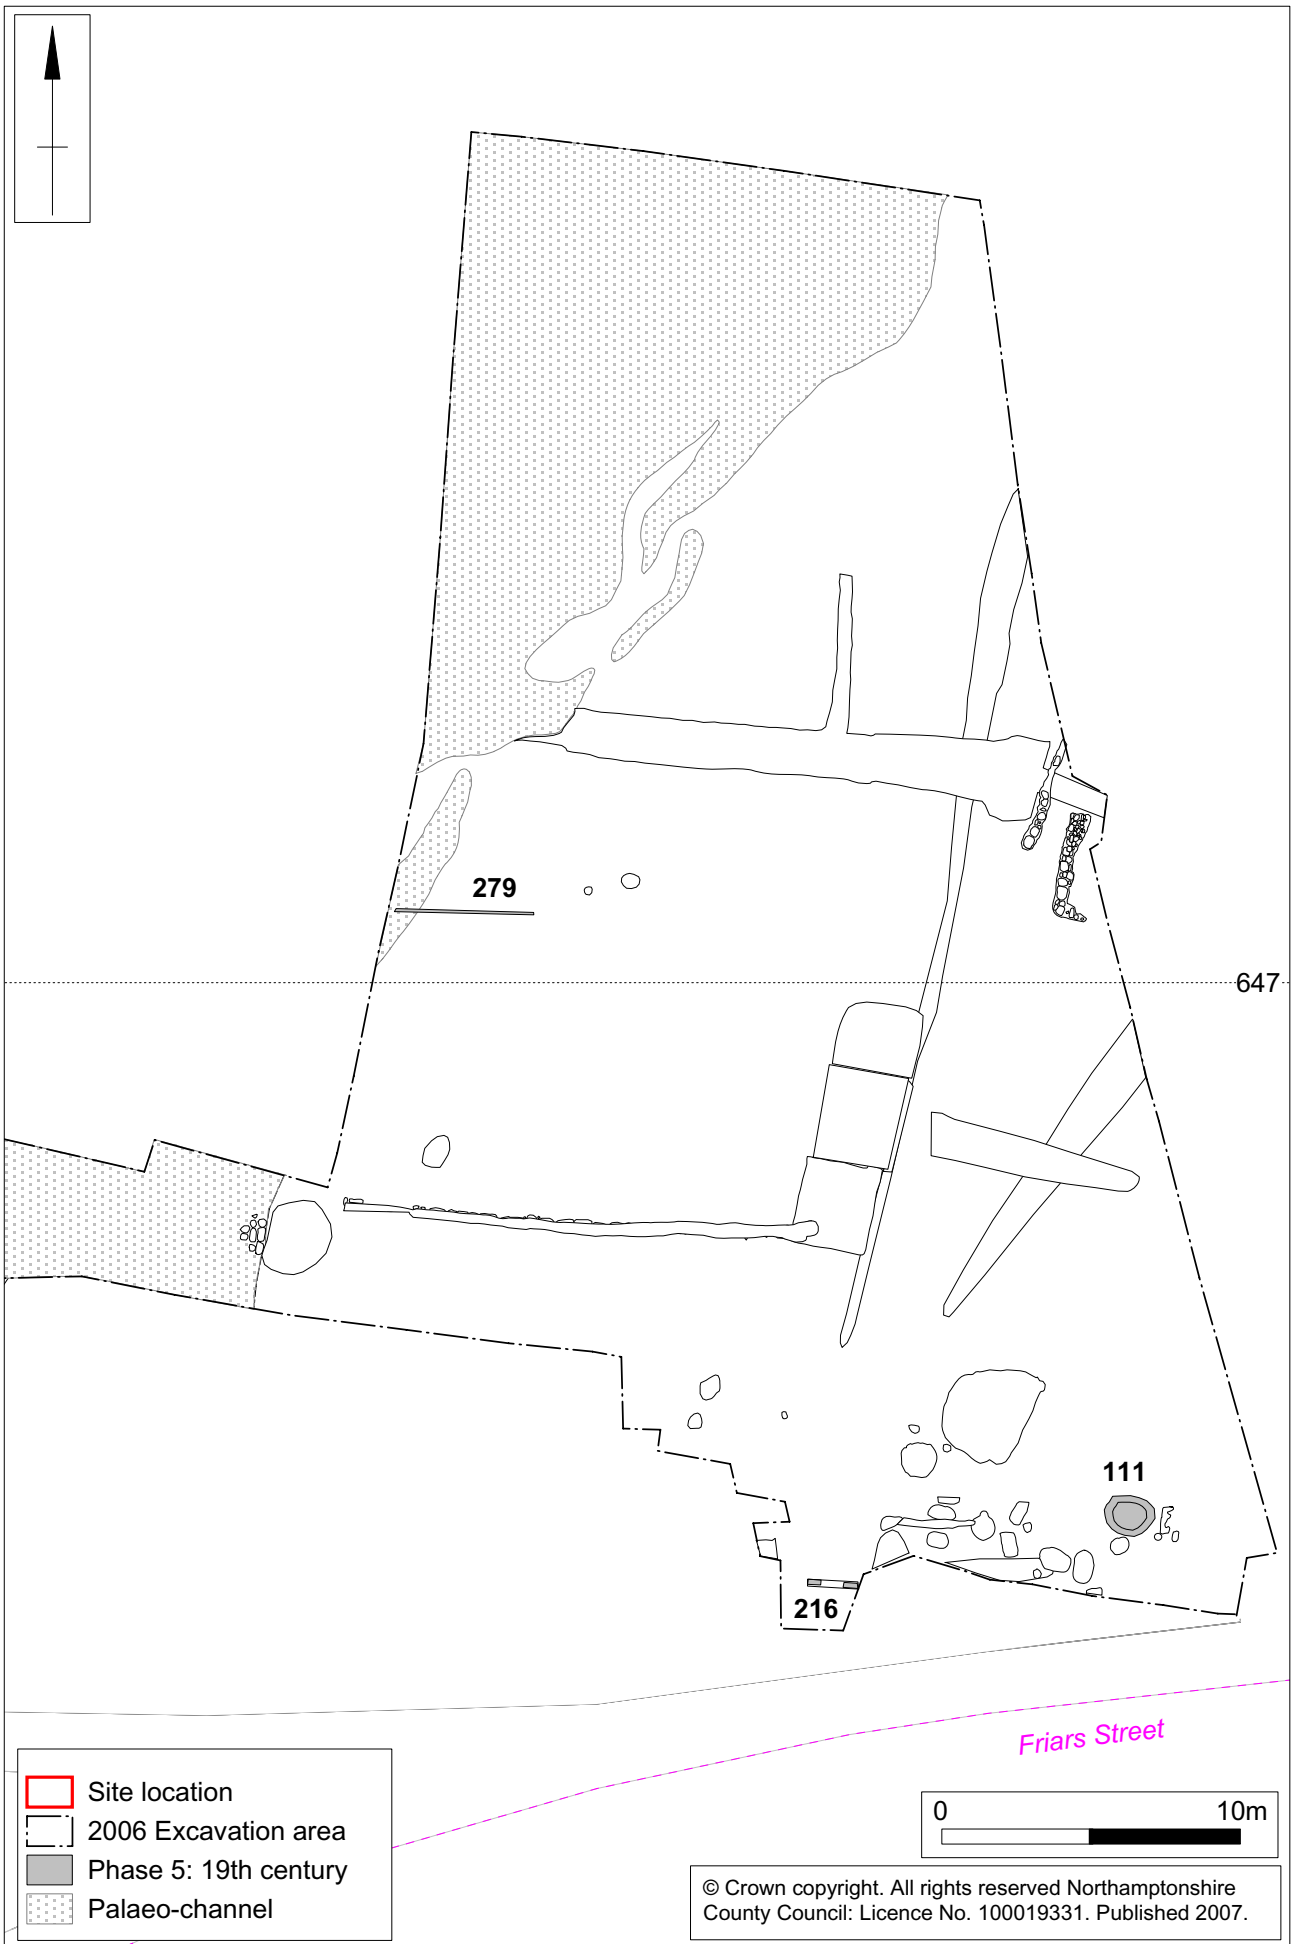 279
647
111
216
Friars Street
Site location
2006 Excavation area
Phase 5: 19th century
Palaeo-channel
0 10m
© Crown copyright. All rights reserved Northamptonshire
County Council: Licence No. 100019331. Published 2007.